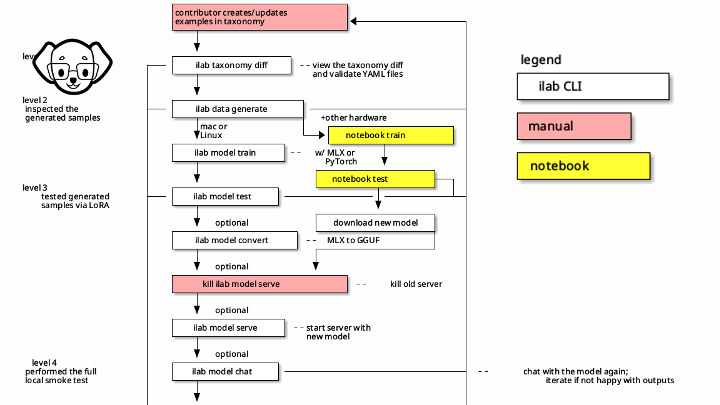 contributor creates/updates
examples in taxonomy
legend
ilab taxonomy diff
view the taxonomy diff
and validate YAML files
ilab CLI
level 2
inspected the
generated samples
ilab data generate
+other hardware
manual
mac or
Linux
notebook train
ilab model train
w/ MLX or
PyTorch
notebook
notebook test
level 3
tested generated
samples via LoRA
ilab model test
optional
download new model
ilab model convert
MLX to GGUF
optional
kill ilab model serve
kill old server
optional
ilab model serve
start server with
new model
optional
level 4
performed the full
local smoke test
ilab model chat
chat with the model again;
iterate if not happy with outputs